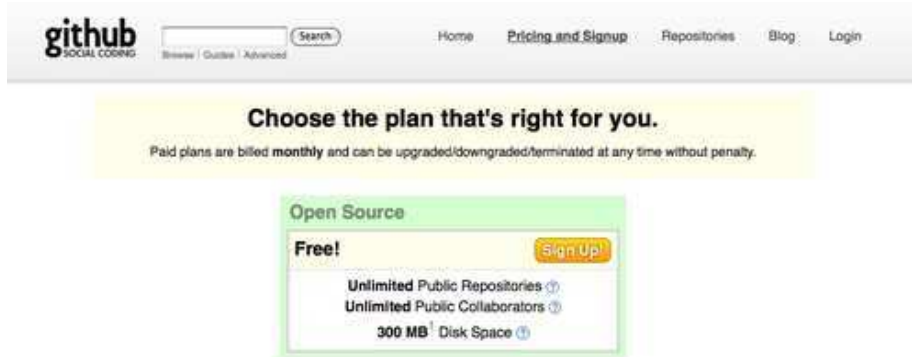 github
SOCIAL CODING
Search
Browse | Guides | Advanced
Home Pricing and Signup Repositories Blog Login
Choose the plan that's right for you.
Paid plans are billed monthly and can be upgraded/downgraded/terminated at any time without penalty.
Open Source
Free!
Sign Up!
Unlimited Public Repositories ?
Unlimited Public Collaborators ?
300 MB¹ Disk Space ?